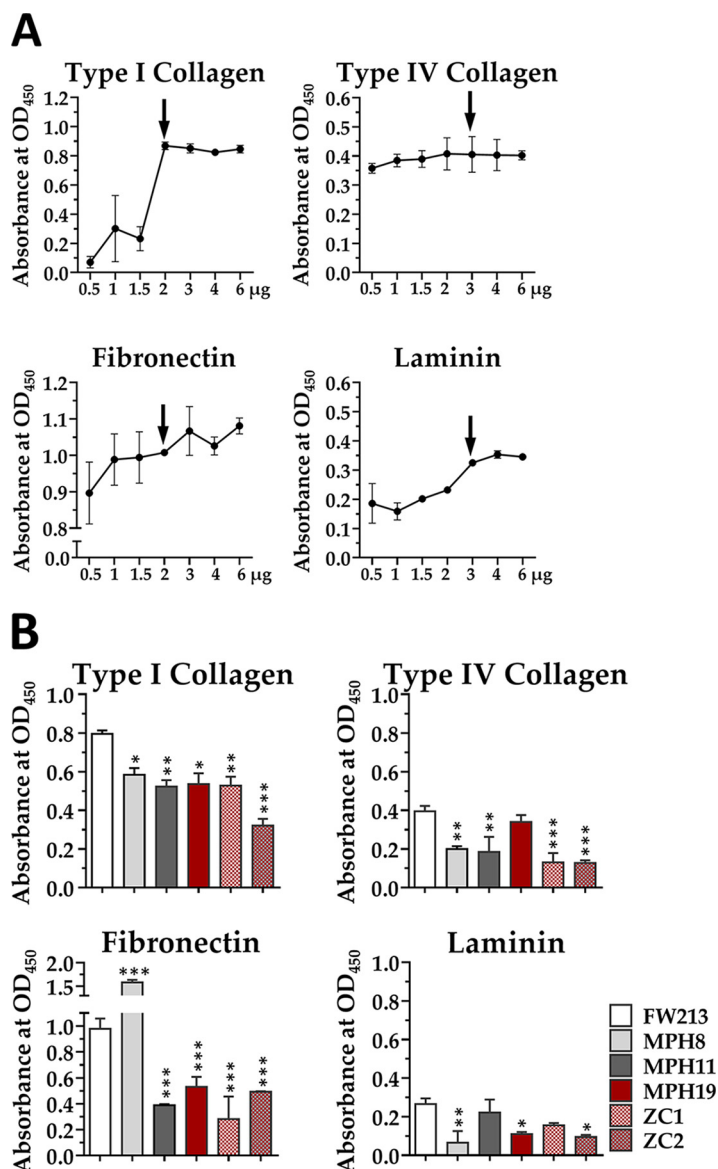 A
Type I Collagen
Absorbance at OD450
1.2
1.0
0.8
0.6
0.4
0.2
0.0
0.5 1 1.5 2 3 4 6 µg
Type IV Collagen
Absorbance at OD450
0.6
0.5
0.4
0.3
0.2
0.1
0.0
0.5 1 1.5 2 3 4 6 µg
Fibronectin
Absorbance at OD450
1.2
1.1
1.0
0.9
0.8
0.0
0.5 1 1.5 2 3 4 6 µg
Laminin
Absorbance at OD450
0.6
0.5
0.4
0.3
0.2
0.1
0.0
0.5 1 1.5 2 3 4 6 µg
B
Type I Collagen
Absorbance at OD450
1.0
0.8
0.6
0.4
0.2
0.0
* ** * ** ***
Type IV Collagen
Absorbance at OD450
1.0
0.8
0.6
0.4
0.2
0.0
** ** *** ***
Fibronectin
Absorbance at OD450
2.0
1.5
1.0
0.8
0.6
0.4
0.2
0.0
*** *** *** *** ***
Laminin
Absorbance at OD450
1.0
0.8
0.6
0.4
0.2
0.0
** * *
FW213
MPH8
MPH11
MPH19
ZC1
ZC2